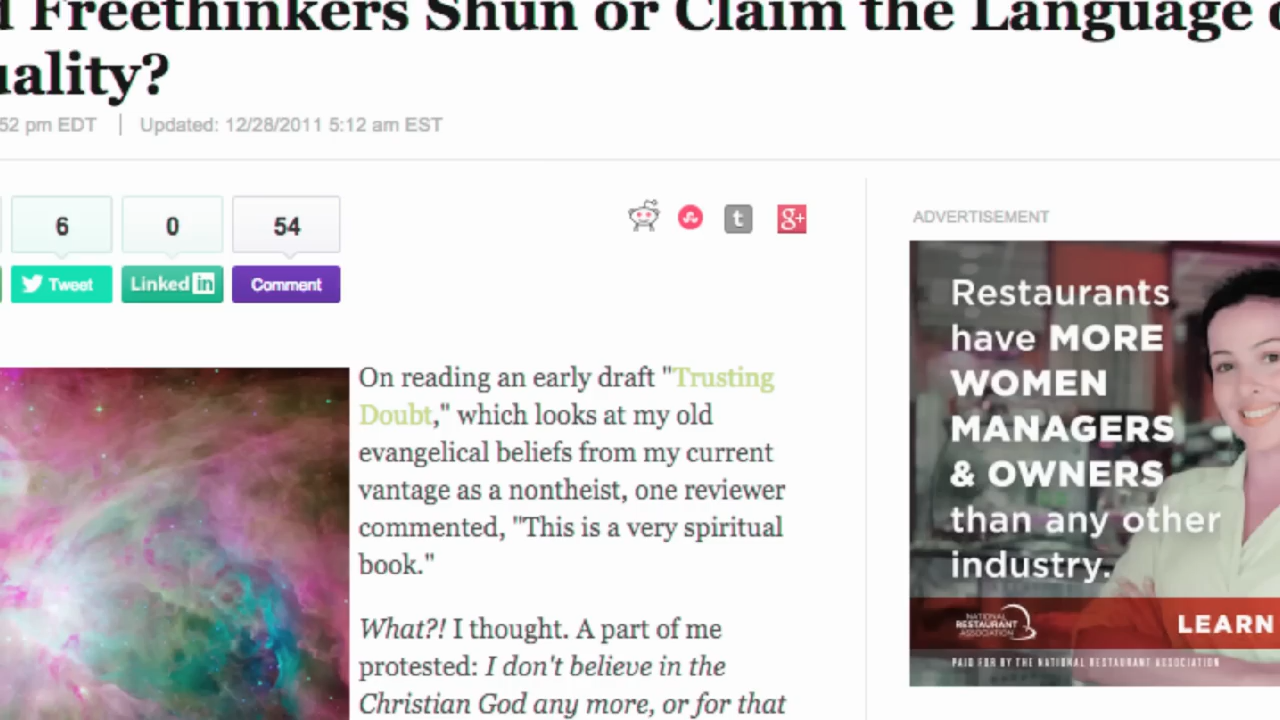 d Freethinkers Shun or Claim the Language o
uality?
52 pm EDT | Updated: 12/28/2011 5:12 am EST
6
0
54
Tweet
Linked in
Comment
t
g+
ADVERTISEMENT
Restaurants
have MORE
WOMEN
MANAGERS
& OWNERS
than any other
industry.
NATIONAL
RESTAURANT
ASSOCIATION
LEARN
PAID FOR BY THE NATIONAL RESTAURANT ASSOCIATION
On reading an early draft "Trusting
Doubt," which looks at my old
evangelical beliefs from my current
vantage as a nontheist, one reviewer
commented, "This is a very spiritual
book."
What?! I thought. A part of me
protested: I don't believe in the
Christian God any more, or for that